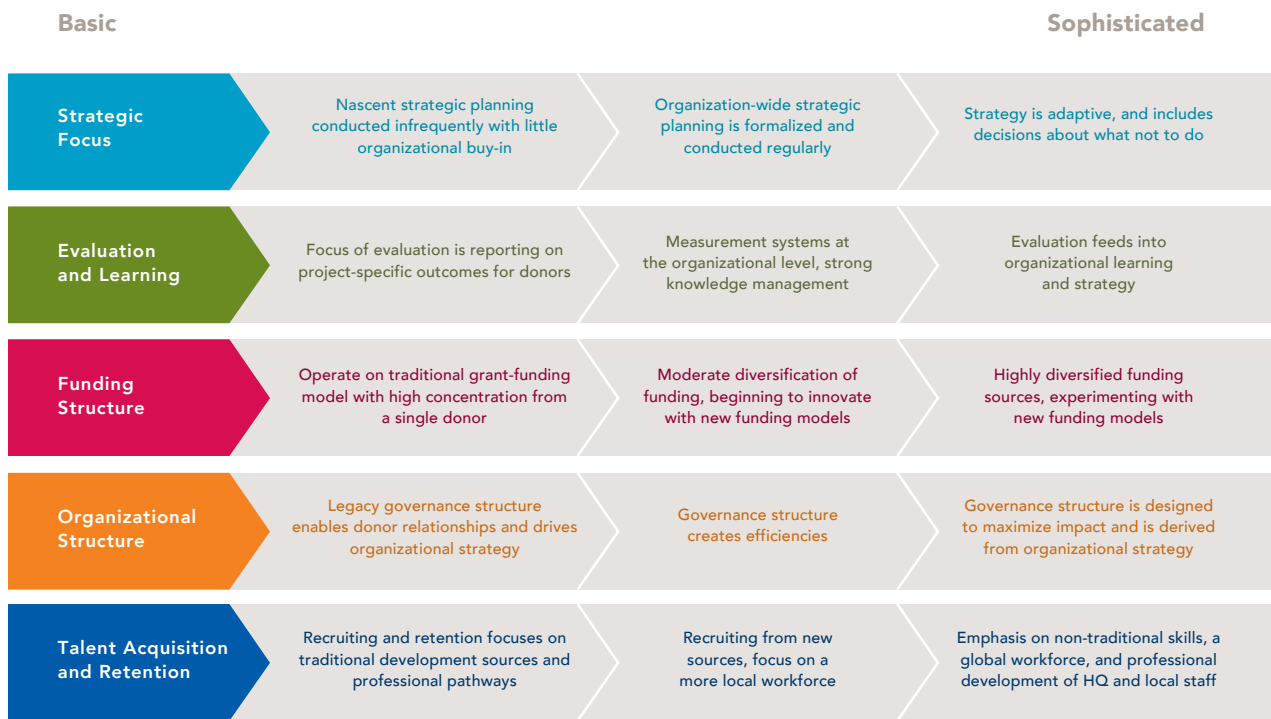 Basic
Sophisticated
Strategic
Focus
Nascent strategic planning
conducted infrequently with little
organizational buy-in
Organization-wide strategic
planning is formalized and
conducted regularly
Strategy is adaptive, and includes
decisions about what not to do
Evaluation
and Learning
Focus of evaluation is reporting on
project-specific outcomes for donors
Measurement systems at
the organizational level, strong
knowledge management
Evaluation feeds into
organizational learning
and strategy
Funding
Structure
Operate on traditional grant-funding
model with high concentration from
a single donor
Moderate diversification of
funding, beginning to innovate
with new funding models
Highly diversified funding
sources, experimenting with
new funding models
Organizational
Structure
Legacy governance structure
enables donor relationships and drives
organizational strategy
Governance structure
creates efficiencies
Governance structure is designed
to maximize impact and is derived
from organizational strategy
Talent Acquisition
and Retention
Recruiting and retention focuses on
traditional development sources and
professional pathways
Recruiting from new
sources, focus on a
more local workforce
Emphasis on non-traditional skills, a
global workforce, and professional
development of HQ and local staff